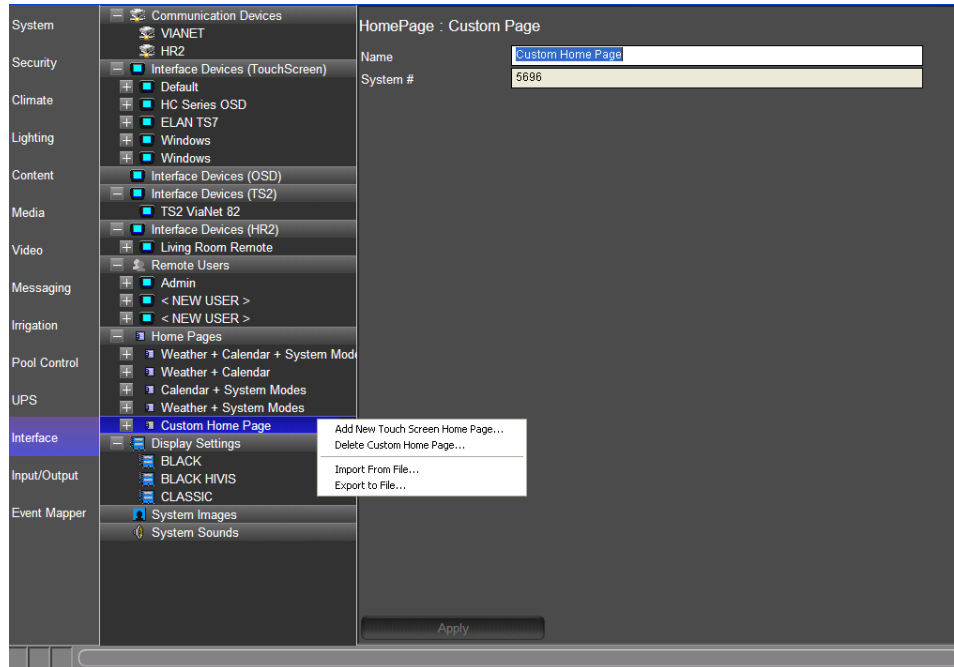 System
Security
Climate
Lighting
Content
Media
Video
Messaging
Irrigation
Pool Control
UPS
Interface
Input/Output
Event Mapper
Communication Devices
VIANET
HR2
Interface Devices (TouchScreen)
Default
HC Series OSD
ELAN TS7
Windows
Windows
Interface Devices (OSD)
Interface Devices (TS2)
TS2 ViaNet 82
Interface Devices (HR2)
Living Room Remote
Remote Users
Admin
< NEW USER >
< NEW USER >
Home Pages
Weather + Calendar + System Mode
Weather + Calendar
Calendar + System Modes
Weather + System Modes
Custom Home Page
Display Settings
BLACK
BLACK HIVIS
CLASSIC
System Images
System Sounds
Add New Touch Screen Home Page...
Delete Custom Home Page...
Import From File...
Export to File...
HomePage : Custom Page
Name Custom Home Page
System # 5696
Apply